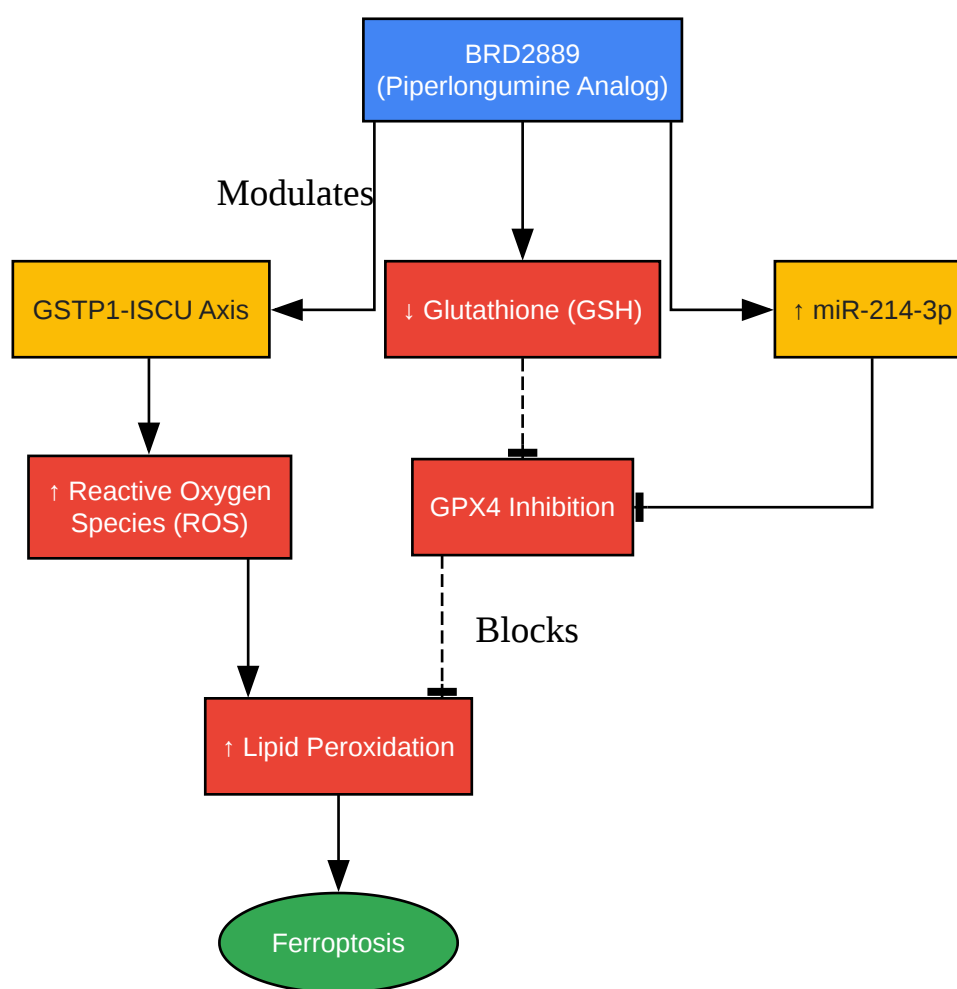 BRD2889
(Piperlongumine Analog)
Modulates
GSTP1-ISCU Axis
↓ Glutathione (GSH)
↑ miR-214-3p
↑ Reactive Oxygen
Species (ROS)
GPX4 Inhibition
Blocks
↑ Lipid Peroxidation
Ferroptosis